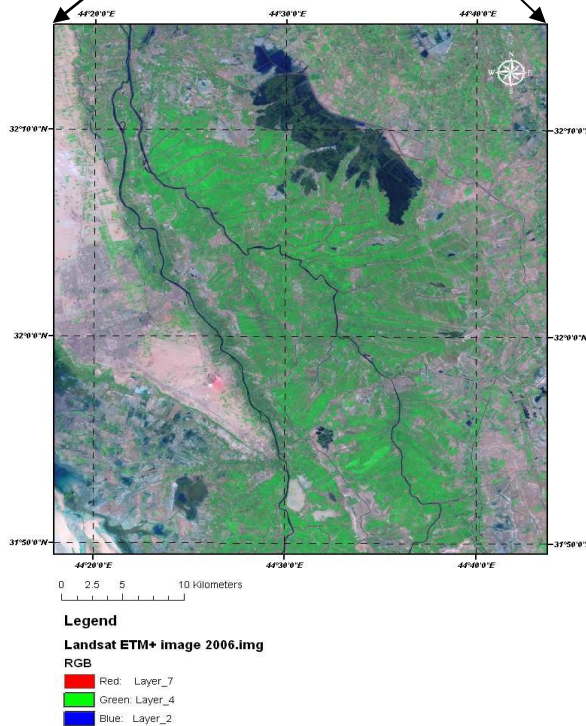 44°20'0"E 44°30'0"E 44°40'0"E
N
W E
S
32°10'0"N 32°10'0"N
32°0'0"N 32°0'0"N
31°50'0"N 31°50'0"N
44°20'0"E 44°30'0"E 44°40'0"E
0 2.5 5 10 Kilometers
Legend
Landsat ETM+ image 2006.img
RGB
Red: Layer_7
Green: Layer_4
Blue: Layer_2